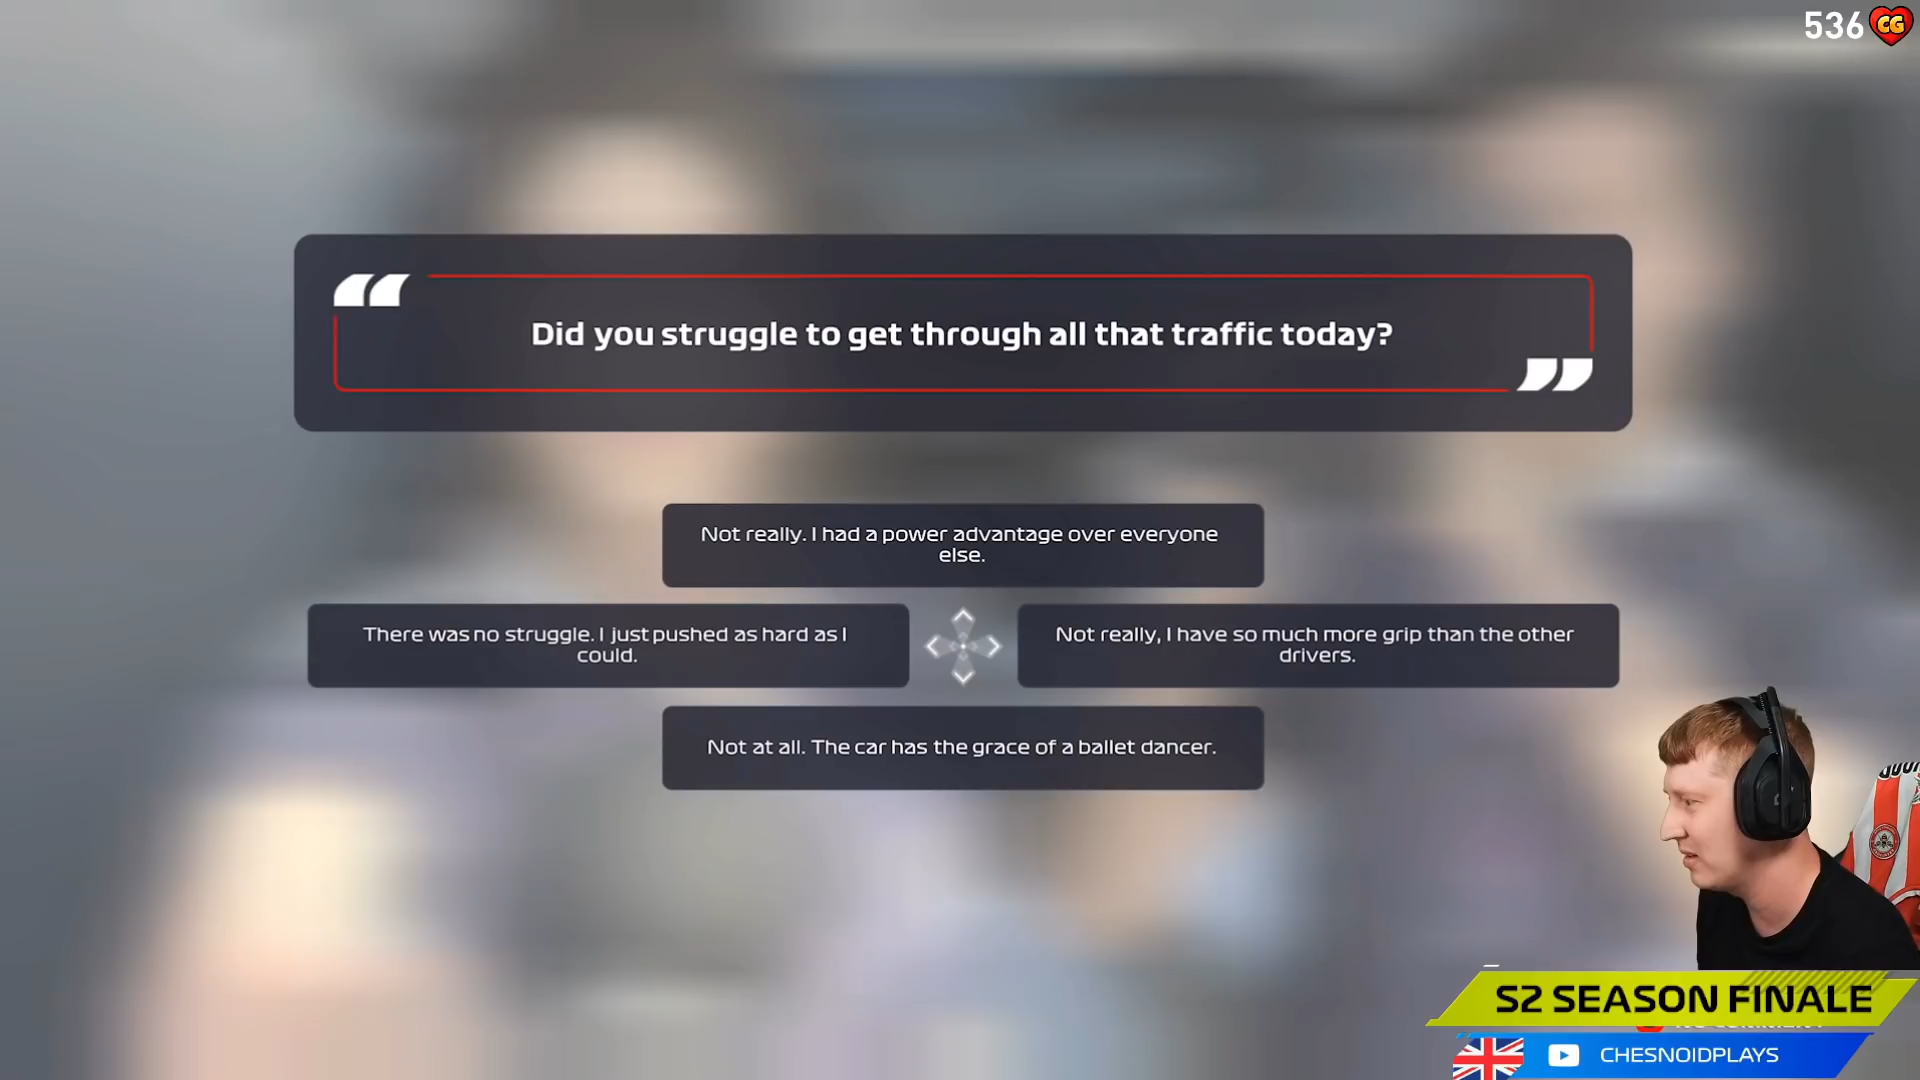 536
CG
Did you struggle to get through all that traffic today?
Not really. I had a power advantage over everyone
else.
There was no struggle. I just pushed as hard as I
could.
Not really, I have so much more grip than the other
drivers.
Not at all. The car has the grace of a ballet dancer.
S2 SEASON FINALE
CHESNOIDPLAYS